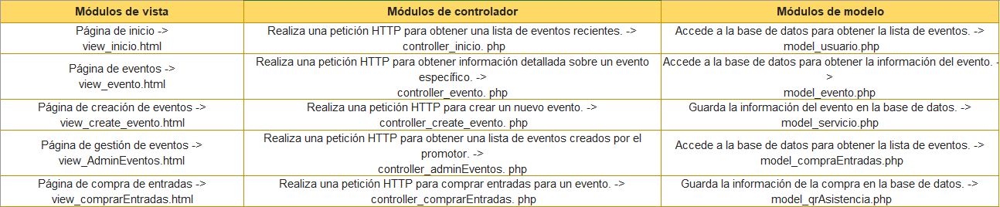 Módulos de vista
Módulos de controlador
Módulos de modelo
Página de inicio ->
view_inicio.html
Realiza una petición HTTP para obtener una lista de eventos recientes. ->
controller_inicio. php
Accede a la base de datos para obtener la lista de eventos. ->
model_usuario.php
Página de eventos ->
view_evento.html
Realiza una petición HTTP para obtener información detallada sobre un evento
específico. ->
controller_evento. php
Accede a la base de datos para obtener la información del evento. -
>
model_evento.php
Página de creación de eventos ->
view_create_evento.html
Realiza una petición HTTP para crear un nuevo evento. ->
controller_create_evento. php
Guarda la información del evento en la base de datos. ->
model_servicio.php
Página de gestión de eventos ->
view_AdminEventos.html
Realiza una petición HTTP para obtener una lista de eventos creados por el
promotor. ->
controller_adminEventos. php
Accede a la base de datos para obtener la lista de eventos. ->
model_compraEntradas.php
Página de compra de entradas ->
view_comprarEntradas.html
Realiza una petición HTTP para comprar entradas para un evento. ->
controller_comprarEntradas. php
Guarda la información de la compra en la base de datos. ->
model_qrAsistencia.php